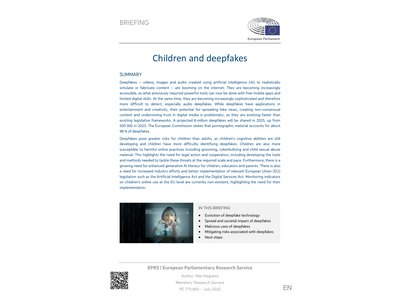 BRIEFING
European Parliament
Children and deepfakes
SUMMARY
Deepfakes – videos, images and audio created using artificial intelligence (AI) to realistically
simulate or fabricate content – are booming on the internet. They are becoming increasingly
accessible, as what previously required powerful tools can now be done with free mobile apps and
limited digital skills. At the same time, they are becoming increasingly sophisticated and therefore
more difficult to detect, especially audio deepfakes. While deepfakes have applications in
entertainment and creativity, their potential for spreading fake news, creating non-consensual
content and undermining trust in digital media is problematic, as they are evolving faster than
existing legislative frameworks. A projected 8 million deepfakes will be shared in 2025, up from
500 000 in 2023. The European Commission states that pornographic material accounts for about
98 % of deepfakes.
Deepfakes pose greater risks for children than adults, as children's cognitive abilities are still
developing and children have more difficulty identifying deepfakes. Children are also more
susceptible to harmful online practices including grooming, cyberbullying and child sexual abuse
material. This highlights the need for legal action and cooperation, including developing the tools
and methods needed to tackle these threats at the required scale and pace. Furthermore, there is a
growing need for enhanced generative AI literacy for children, educators and parents. There is also
a need for increased industry efforts and better implementation of relevant European Union (EU)
legislation such as the Artificial Intelligence Act and the Digital Services Act. Monitoring indicators
on children's online use at the EU level are currently non-existent, highlighting the need for their
implementation.
IN THIS BRIEFING
• Evolution of deepfake technology
• Spread and societal impact of deepfakes
• Malicious uses of deepfakes
• Mitigating risks associated with deepfakes
• Next steps
EPRS | European Parliamentary Research Service
Author: Mar Negreiro
Members' Research Service
PE 775.855 – July 2025
EN